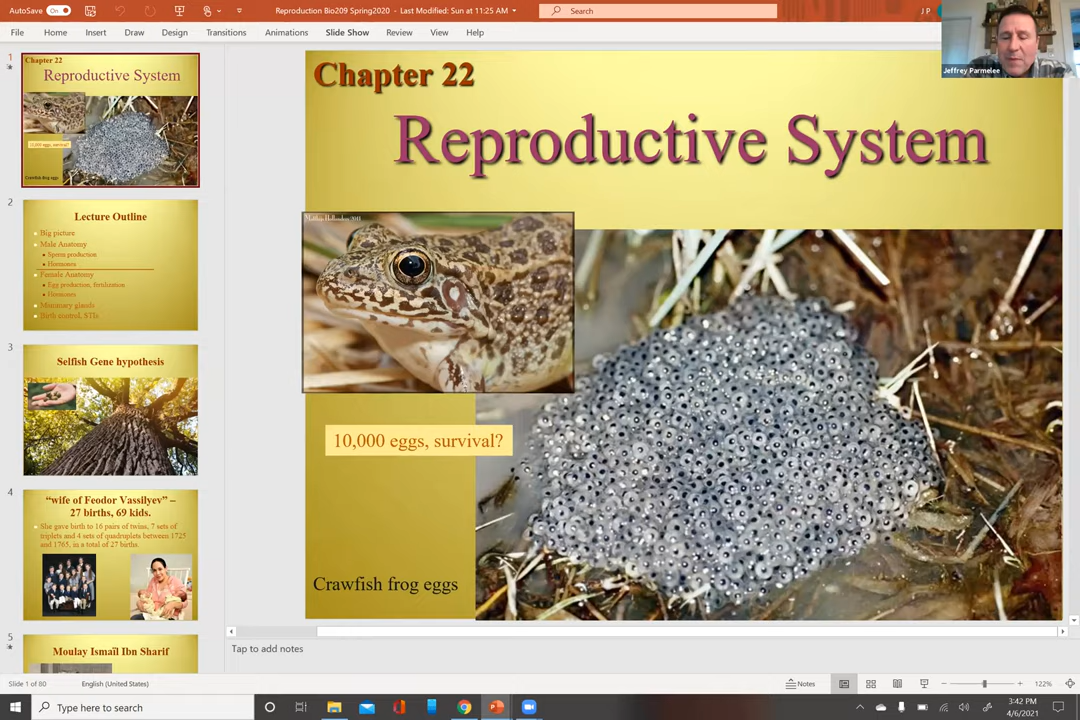 AutoSave On
Reproduction Bio209 Spring2020 - Last Modified: Sun at 11:25 AM
Search
J P
File Home Insert Draw Design Transitions Animations Slide Show Review View Help
Jeffrey Parmelee
1
Chapter 22
Reproductive System
10,000 eggs, survival?
Crawfish frog eggs
2
Lecture Outline
Big picture
Male Anatomy
Sperm production
Hormones
Female Anatomy
Egg production, fertilization
Hormones
Mammary glands
Birth control, STIs
3
Selfish Gene hypothesis
4
“wife of Feodor Vassilyev” –
27 births, 69 kids.
She gave birth to 16 pairs of twins, 7 sets of
triplets and 4 sets of quadruplets between 1725
and 1765, in a total of 27 births.
5
Moulay Ismaïl Ibn Sharif
Chapter 22
Reproductive System
10,000 eggs, survival?
Crawfish frog eggs
Tap to add notes
Slide 1 of 80 English (United States) Notes 122%
Type here to search
3:42 PM
4/6/2021